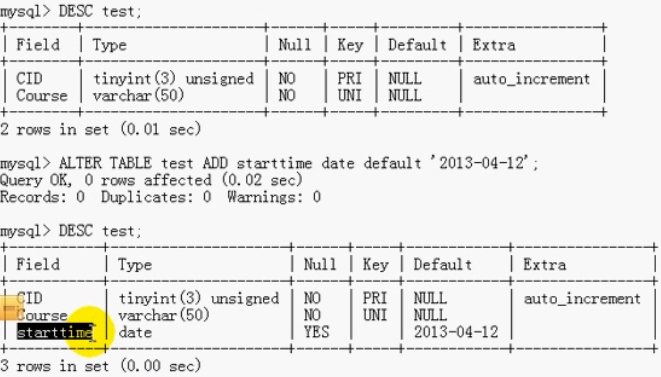 mysql> DESC test;
| Field | Type | Null | Key | Default | Extra |
| CID | tinyint(3) unsigned | NO | PRI | NULL | auto_increment |
| Course | varchar(50) | NO | UNI | NULL | |
2 rows in set (0.01 sec)
mysql> ALTER TABLE test ADD starttime date default '2013-04-12';
Query OK, 0 rows affected (0.02 sec)
Records: 0 Duplicates: 0 Warnings: 0
mysql> DESC test;
| Field | Type | Null | Key | Default | Extra |
| CID | tinyint(3) unsigned | NO | PRI | NULL | auto_increment |
| Course | varchar(50) | NO | UNI | NULL | |
| starttime | date | YES | | 2013-04-12 | |
3 rows in set (0.00 sec)